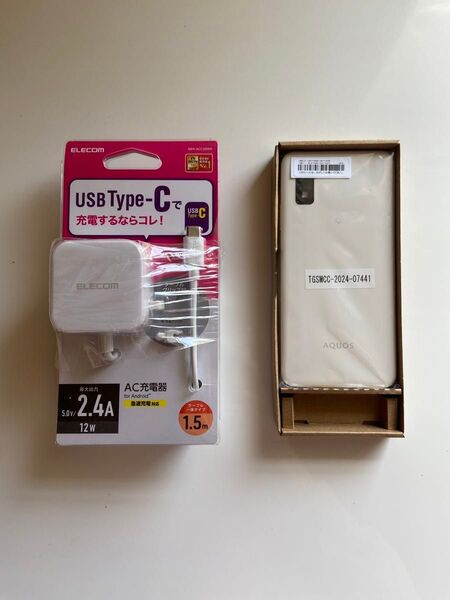 ELECOM
USB Type-Cで
充電するならコレ!
USB
Type-C
ELECOM
最大出力
5.0V/2.4A
12W
AC充電器
for Android™
急速充電対応
ケーブル
一体タイプ
1.5m
TGSMCC-2024-07441
AQUOS